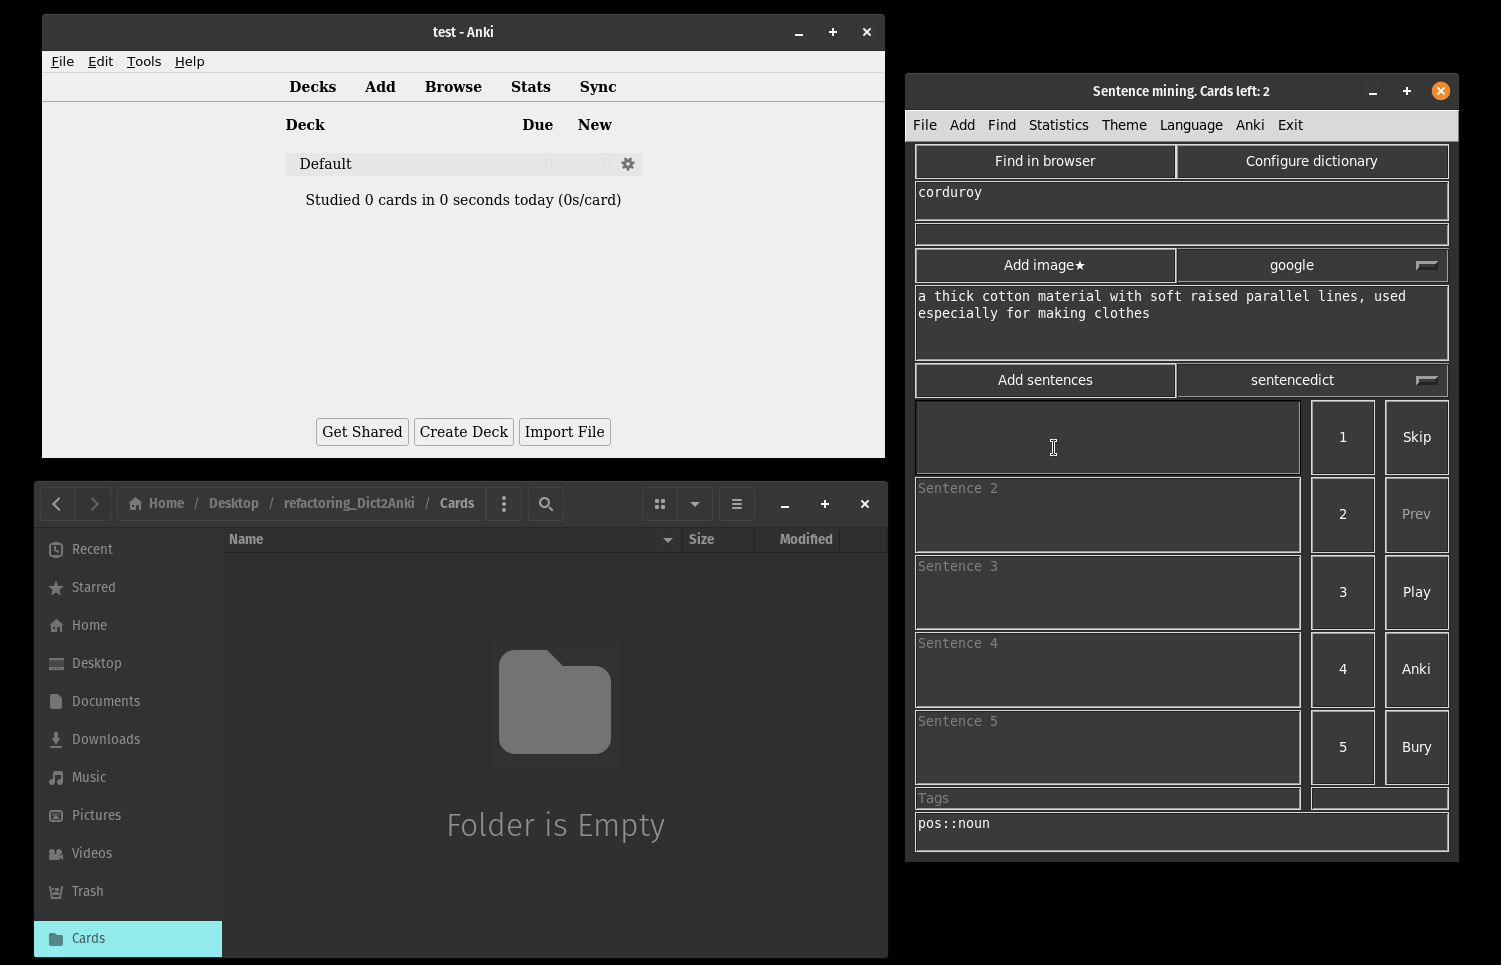 test - Anki
File Edit Tools Help
Decks Add Browse Stats Sync
Deck Due New
Default 0 0
Studied 0 cards in 0 seconds today (0s/card)
Get Shared Create Deck Import File
Home / Desktop / refactoring_Dict2Anki / Cards
Name Size Modified
Recent
Starred
Home
Desktop
Documents
Downloads
Music
Pictures
Videos
Trash
Cards
Folder is Empty
Sentence mining. Cards left: 2
File Add Find Statistics Theme Language Anki Exit
Find in browser Configure dictionary
corduroy
Add image★ google
a thick cotton material with soft raised parallel lines, used
especially for making clothes
Add sentences sentencedict
1 Skip
Sentence 2 2 Prev
Sentence 3 3 Play
Sentence 4 4 Anki
Sentence 5 5 Bury
Tags
pos::noun